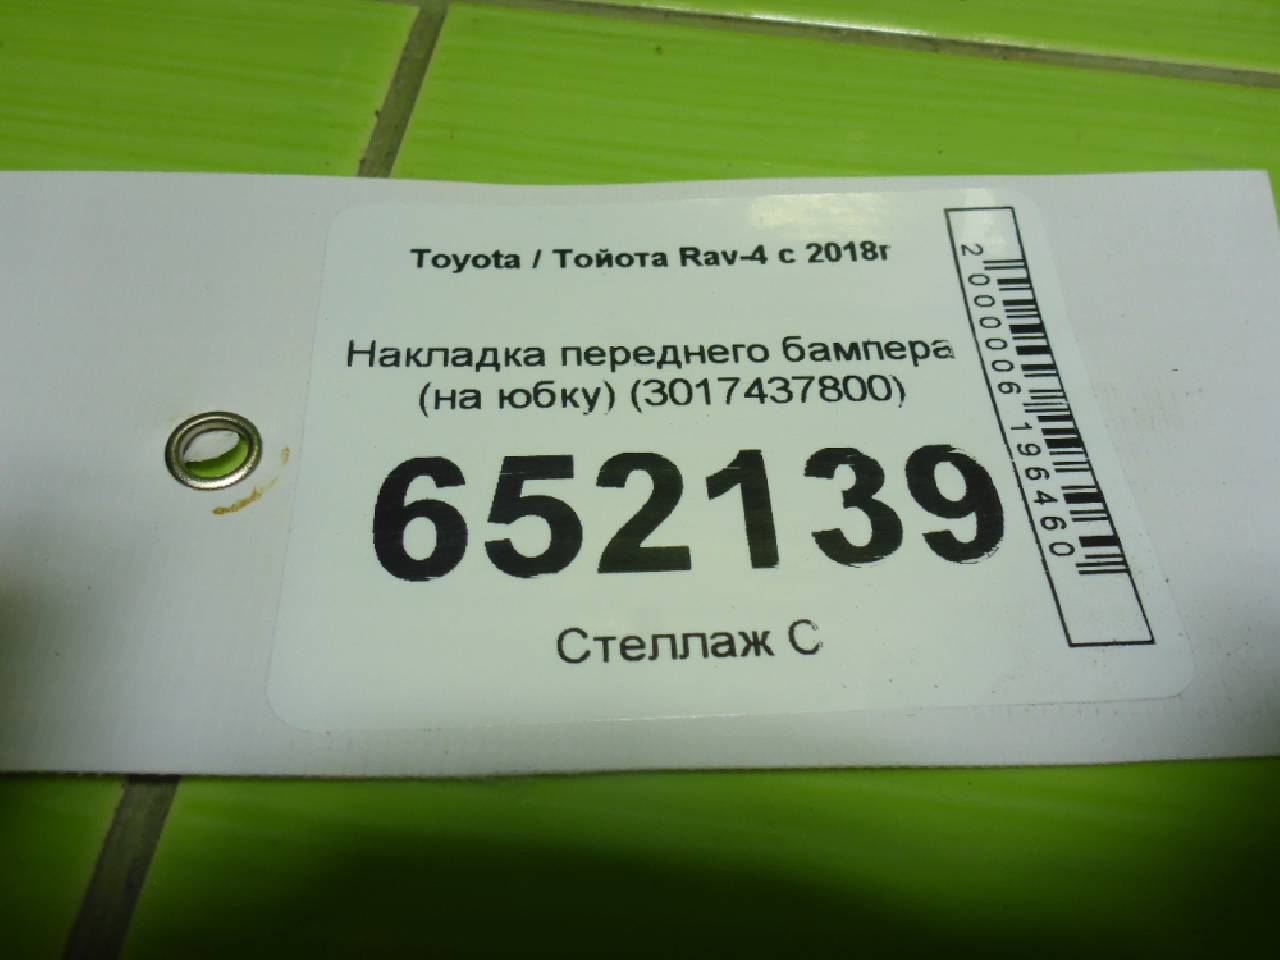 Toyota / Тойота Rav-4 с 2018г
Накладка переднего бампера
(на юбку) (3017437800)
652139
Стеллаж С
2000006196460